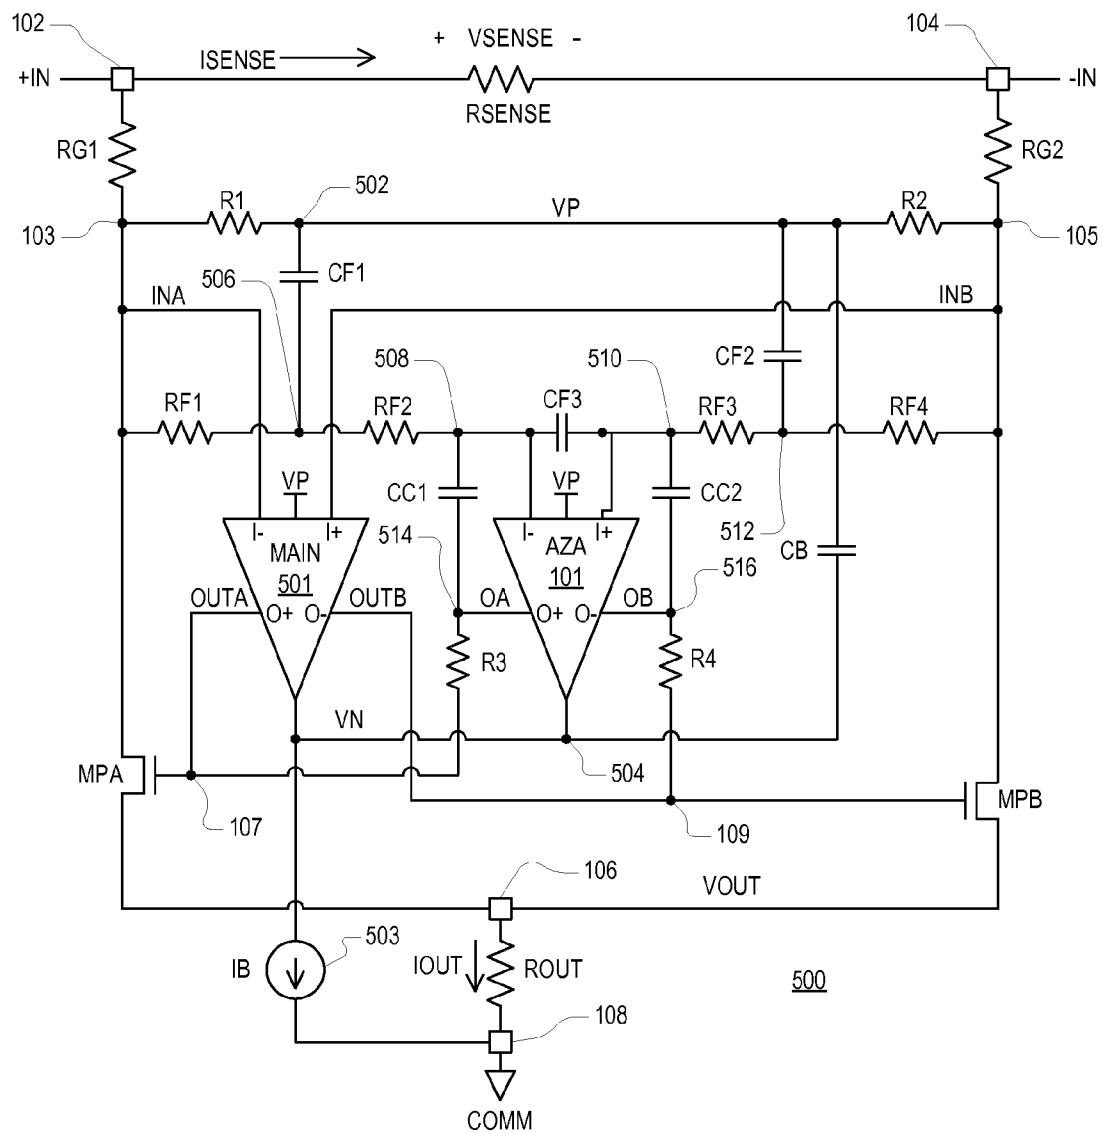 102
104
+ VSENSE -
ISENSE
+IN
-IN
RSENSE
RG1
RG2
502
R1
VP
R2
103
105
CF1
506
INA
INB
508
510
CF2
RF1
RF2
CF3
RF3
RF4
VP
CC1
VP
CC2
I-
I+
I-
I+
514
512
MAIN
AZA
CB
501
101
516
OUTA
OUTB
OA
OB
O+
O-
O+
O-
R3
R4
VN
504
MPA
MPB
107
109
106
VOUT
503
IB
IOUT
ROUT
500
108
COMM